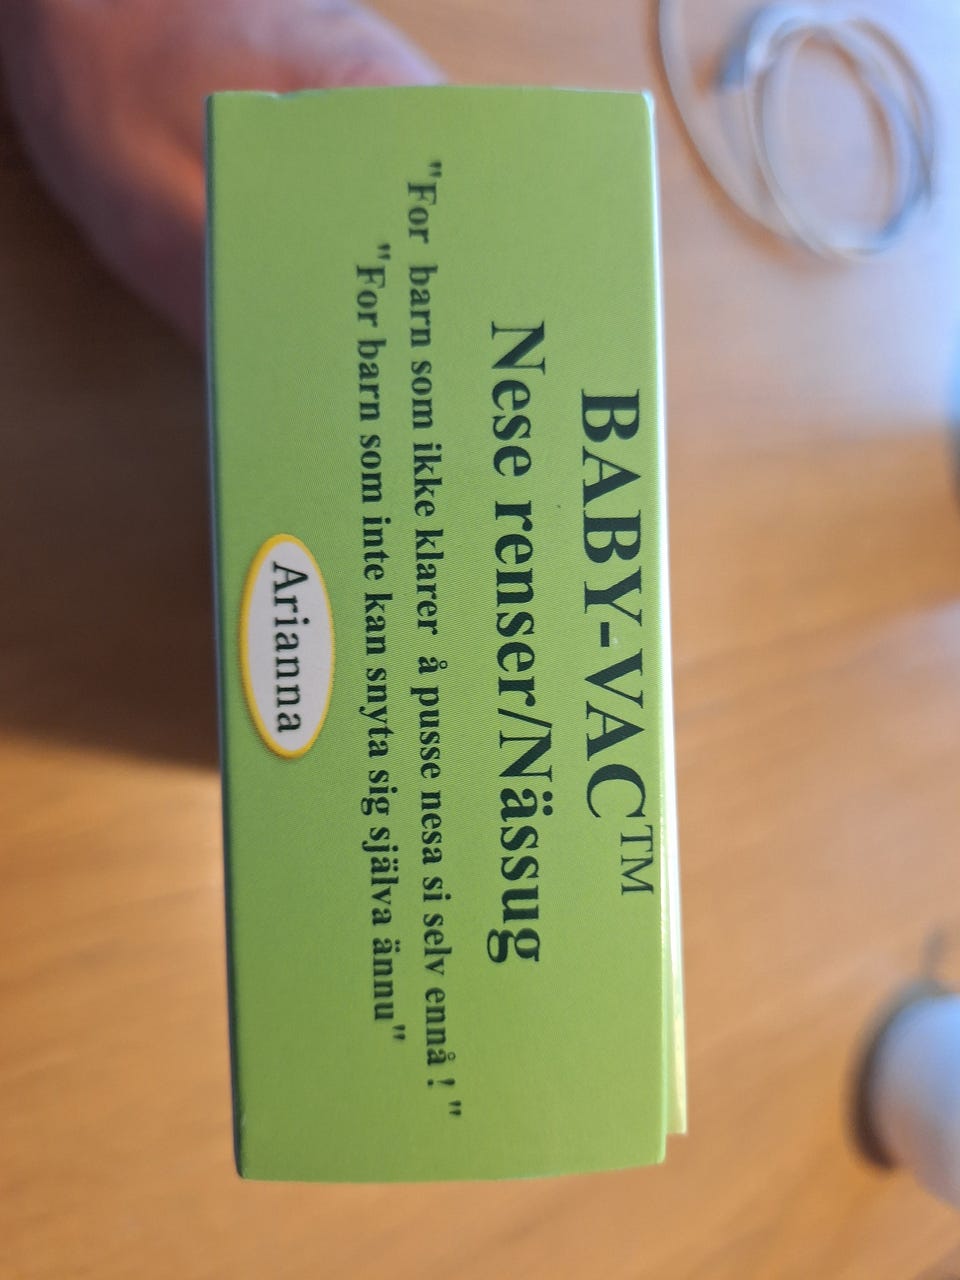 BABY-VAC™
Nese renser/Nässug
"For barn som ikke klarer å pusse nesa si selv ennå ! "
"For barn som inte kan snyta sig själva ännu"
Arianna